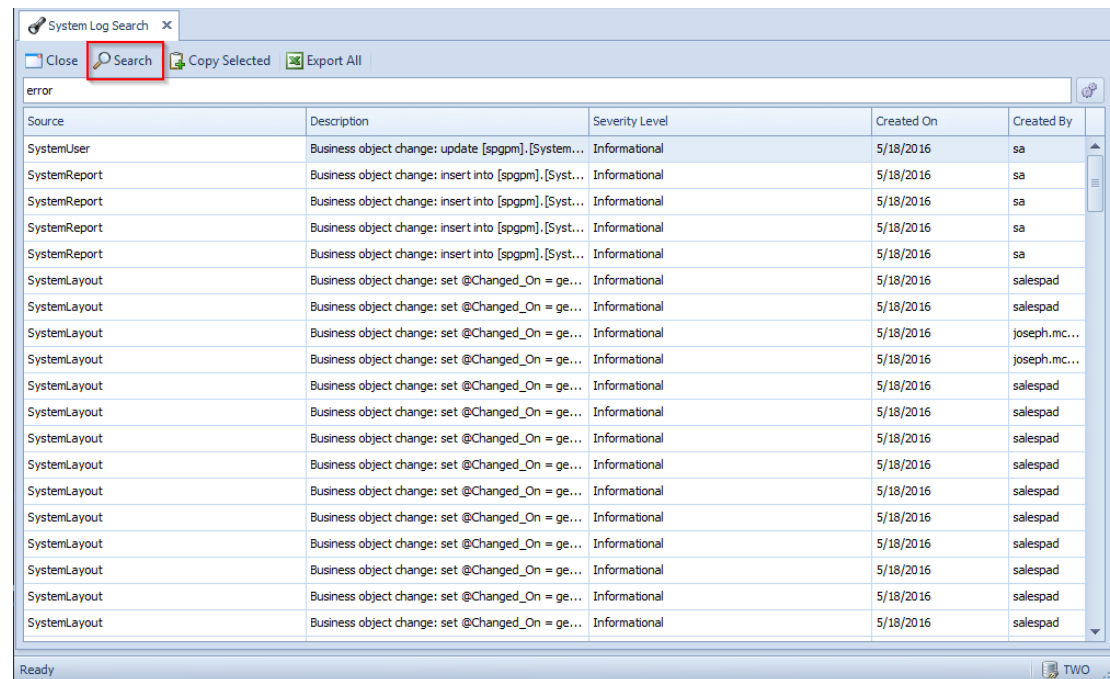 System Log Search x
Close Search Copy Selected Export All
error
Source Description Severity Level Created On Created By
SystemUser Business object change: update [spgpm].[System... Informational 5/18/2016 sa
SystemReport Business object change: insert into [spgpm].[Syst... Informational 5/18/2016 sa
SystemReport Business object change: insert into [spgpm].[Syst... Informational 5/18/2016 sa
SystemReport Business object change: insert into [spgpm].[Syst... Informational 5/18/2016 sa
SystemReport Business object change: insert into [spgpm].[Syst... Informational 5/18/2016 sa
SystemLayout Business object change: set @Changed_On = ge... Informational 5/18/2016 salespad
SystemLayout Business object change: set @Changed_On = ge... Informational 5/18/2016 salespad
SystemLayout Business object change: set @Changed_On = ge... Informational 5/18/2016 joseph.mc...
SystemLayout Business object change: set @Changed_On = ge... Informational 5/18/2016 joseph.mc...
SystemLayout Business object change: set @Changed_On = ge... Informational 5/18/2016 salespad
SystemLayout Business object change: set @Changed_On = ge... Informational 5/18/2016 salespad
SystemLayout Business object change: set @Changed_On = ge... Informational 5/18/2016 salespad
SystemLayout Business object change: set @Changed_On = ge... Informational 5/18/2016 salespad
SystemLayout Business object change: set @Changed_On = ge... Informational 5/18/2016 salespad
SystemLayout Business object change: set @Changed_On = ge... Informational 5/18/2016 salespad
SystemLayout Business object change: set @Changed_On = ge... Informational 5/18/2016 salespad
SystemLayout Business object change: set @Changed_On = ge... Informational 5/18/2016 salespad
SystemLayout Business object change: set @Changed_On = ge... Informational 5/18/2016 salespad
SystemLayout Business object change: set @Changed_On = ge... Informational 5/18/2016 salespad
Ready TWO